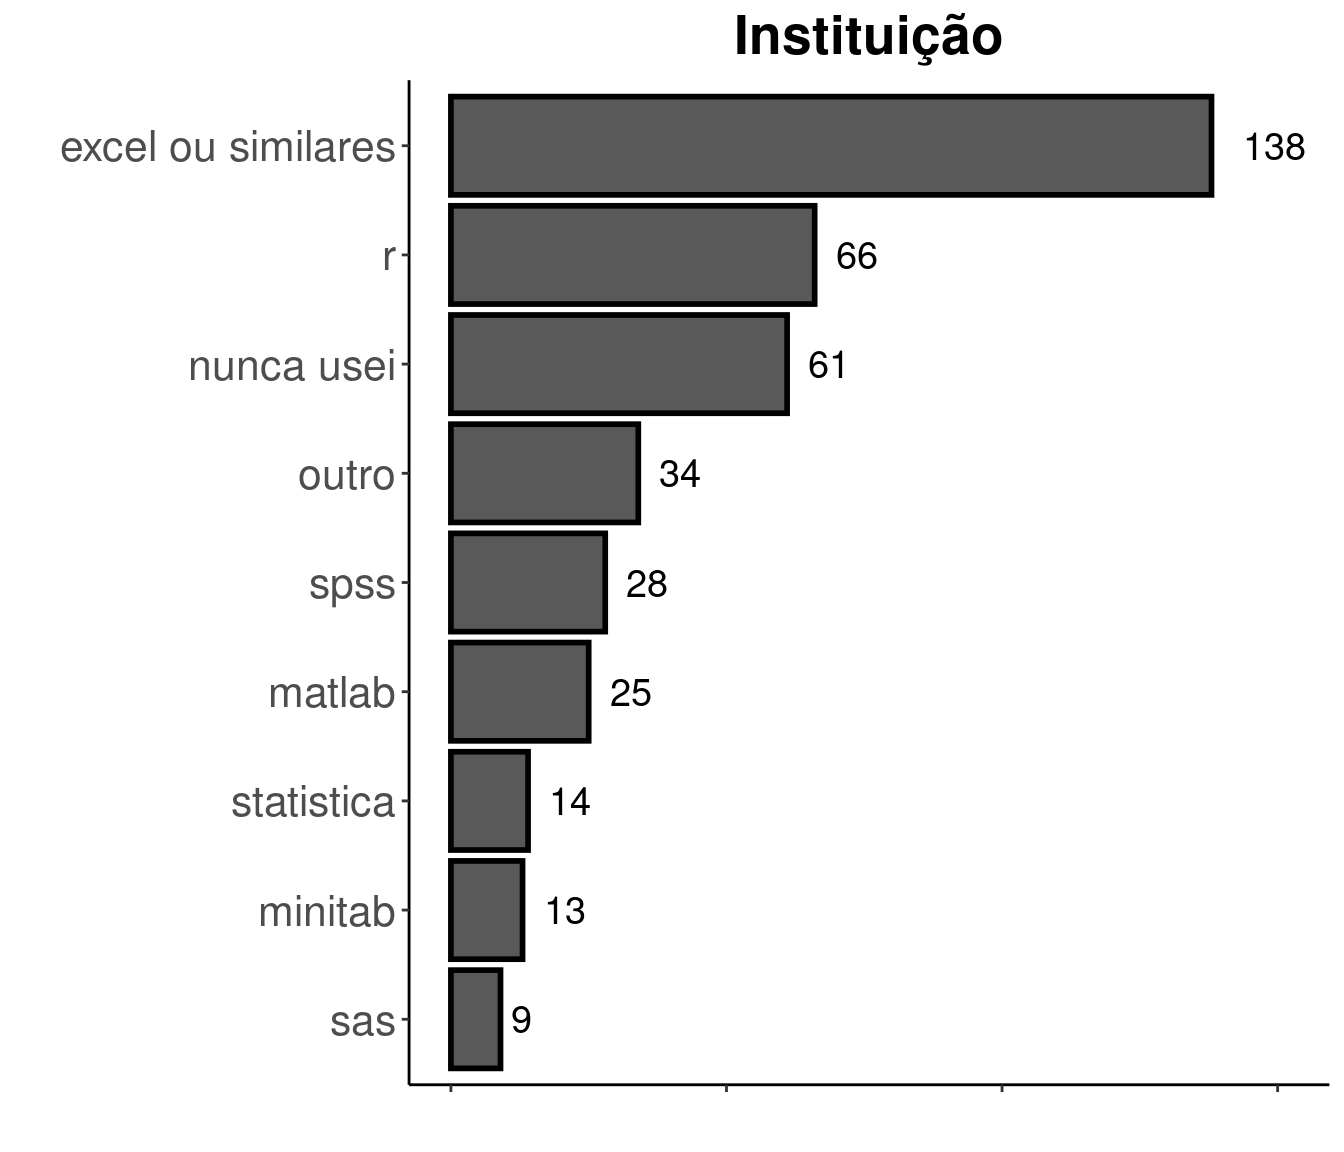 Instituição
excel ou similares 138
r 66
nunca usei 61
outro 34
spss 28
matlab 25
statistica 14
minitab 13
sas 9